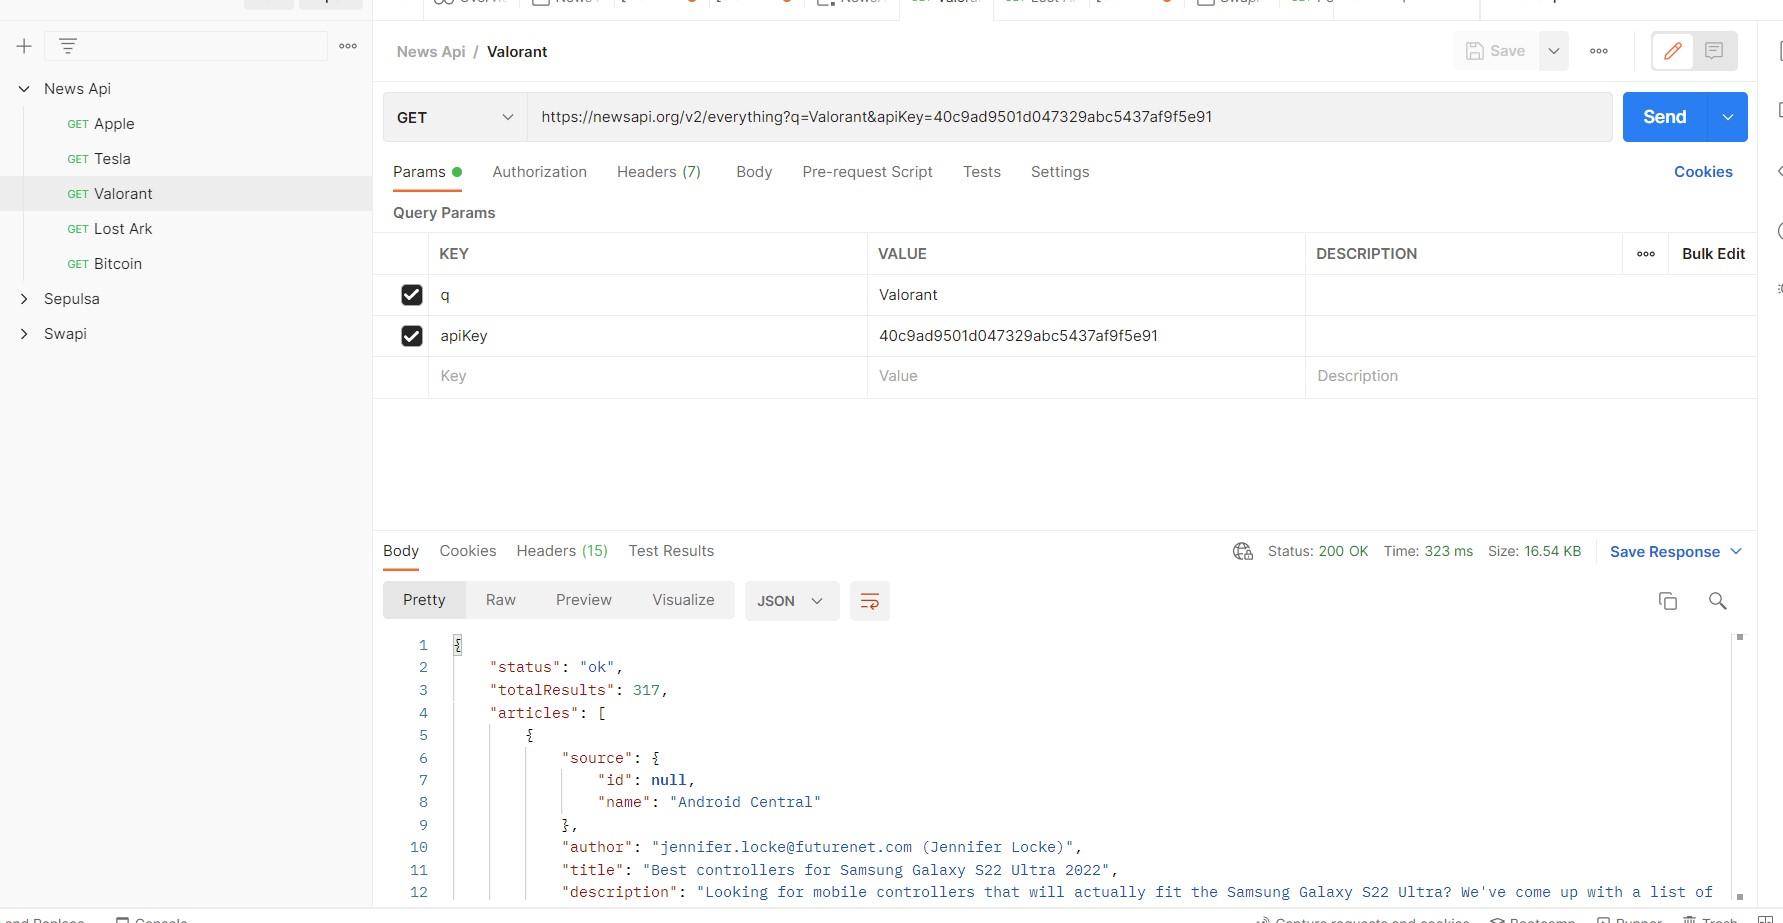 News Api / Valorant
Save
News Api
GET Apple
GET Tesla
GET Valorant
GET Lost Ark
GET Bitcoin
Sepulsa
Swapi
GET
https://newsapi.org/v2/everything?q=Valorant&apiKey=40c9ad9501d047329abc5437af9f5e91
Send
Params Authorization Headers (7) Body Pre-request Script Tests Settings Cookies
Query Params
KEY VALUE DESCRIPTION Bulk Edit
q Valorant
apiKey 40c9ad9501d047329abc5437af9f5e91
Key Value Description
Body Cookies Headers (15) Test Results Status: 200 OK Time: 323 ms Size: 16.54 KB Save Response
Pretty Raw Preview Visualize JSON
1 {
2 "status": "ok",
3 "totalResults": 317,
4 "articles": [
5 {
6 "source": {
7 "id": null,
8 "name": "Android Central"
9 },
10 "author": "jennifer.locke@futurenet.com (Jennifer Locke)",
11 "title": "Best controllers for Samsung Galaxy S22 Ultra 2022",
12 "description": "Looking for mobile controllers that will actually fit the Samsung Galaxy S22 Ultra? We've come up with a list of
and Replace Console Capture requests and cookies Bootcamp Runner Trash